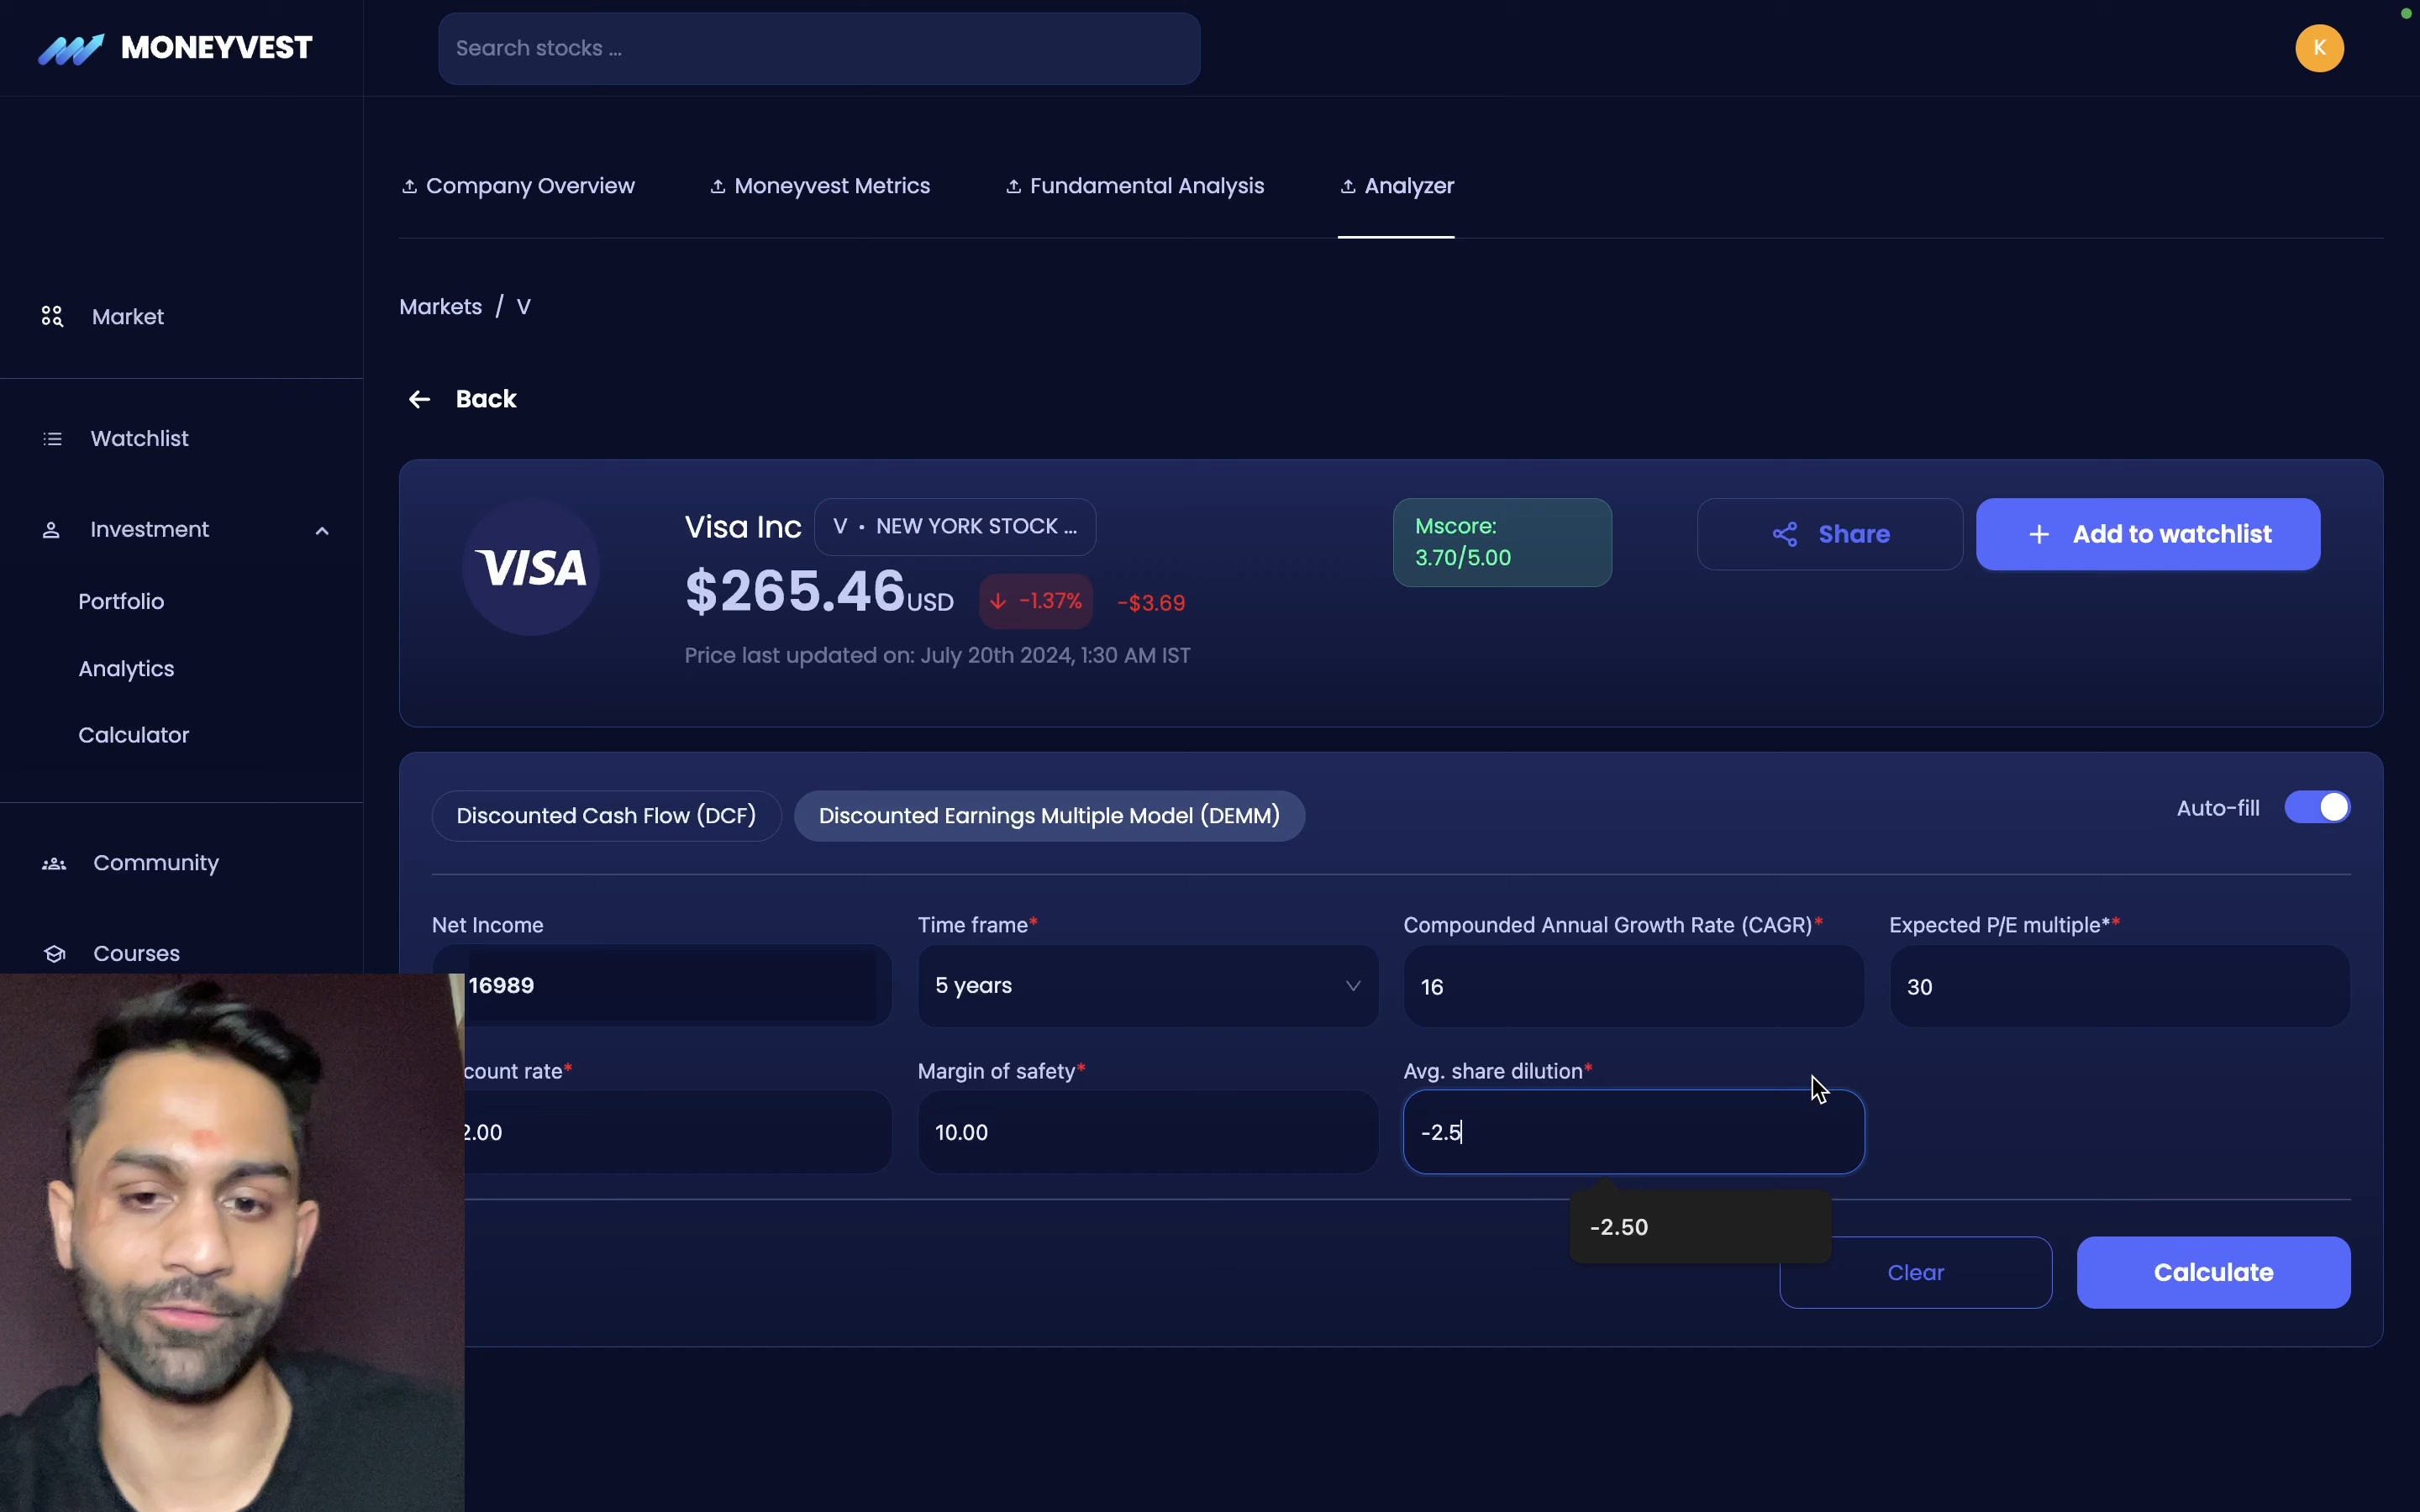 MONEYVEST
Search stocks ...
K
Company Overview
Moneyvest Metrics
Fundamental Analysis
Analyzer
Markets / V
Back
Market
Watchlist
Investment
Portfolio
Analytics
Calculator
Community
Courses
VISA
Visa Inc
V • NEW YORK STOCK ...
$265.46 USD
-1.37%
-$3.69
Price last updated on: July 20th 2024, 1:30 AM IST
Mscore:
3.70/5.00
Share
Add to watchlist
Discounted Cash Flow (DCF)
Discounted Earnings Multiple Model (DEMM)
Auto-fill
Net Income
Time frame*
Compounded Annual Growth Rate (CAGR)*
Expected P/E multiple**
16989
5 years
16
30
count rate*
Margin of safety*
Avg. share dilution*
2.00
10.00
-2.5
-2.50
Clear
Calculate